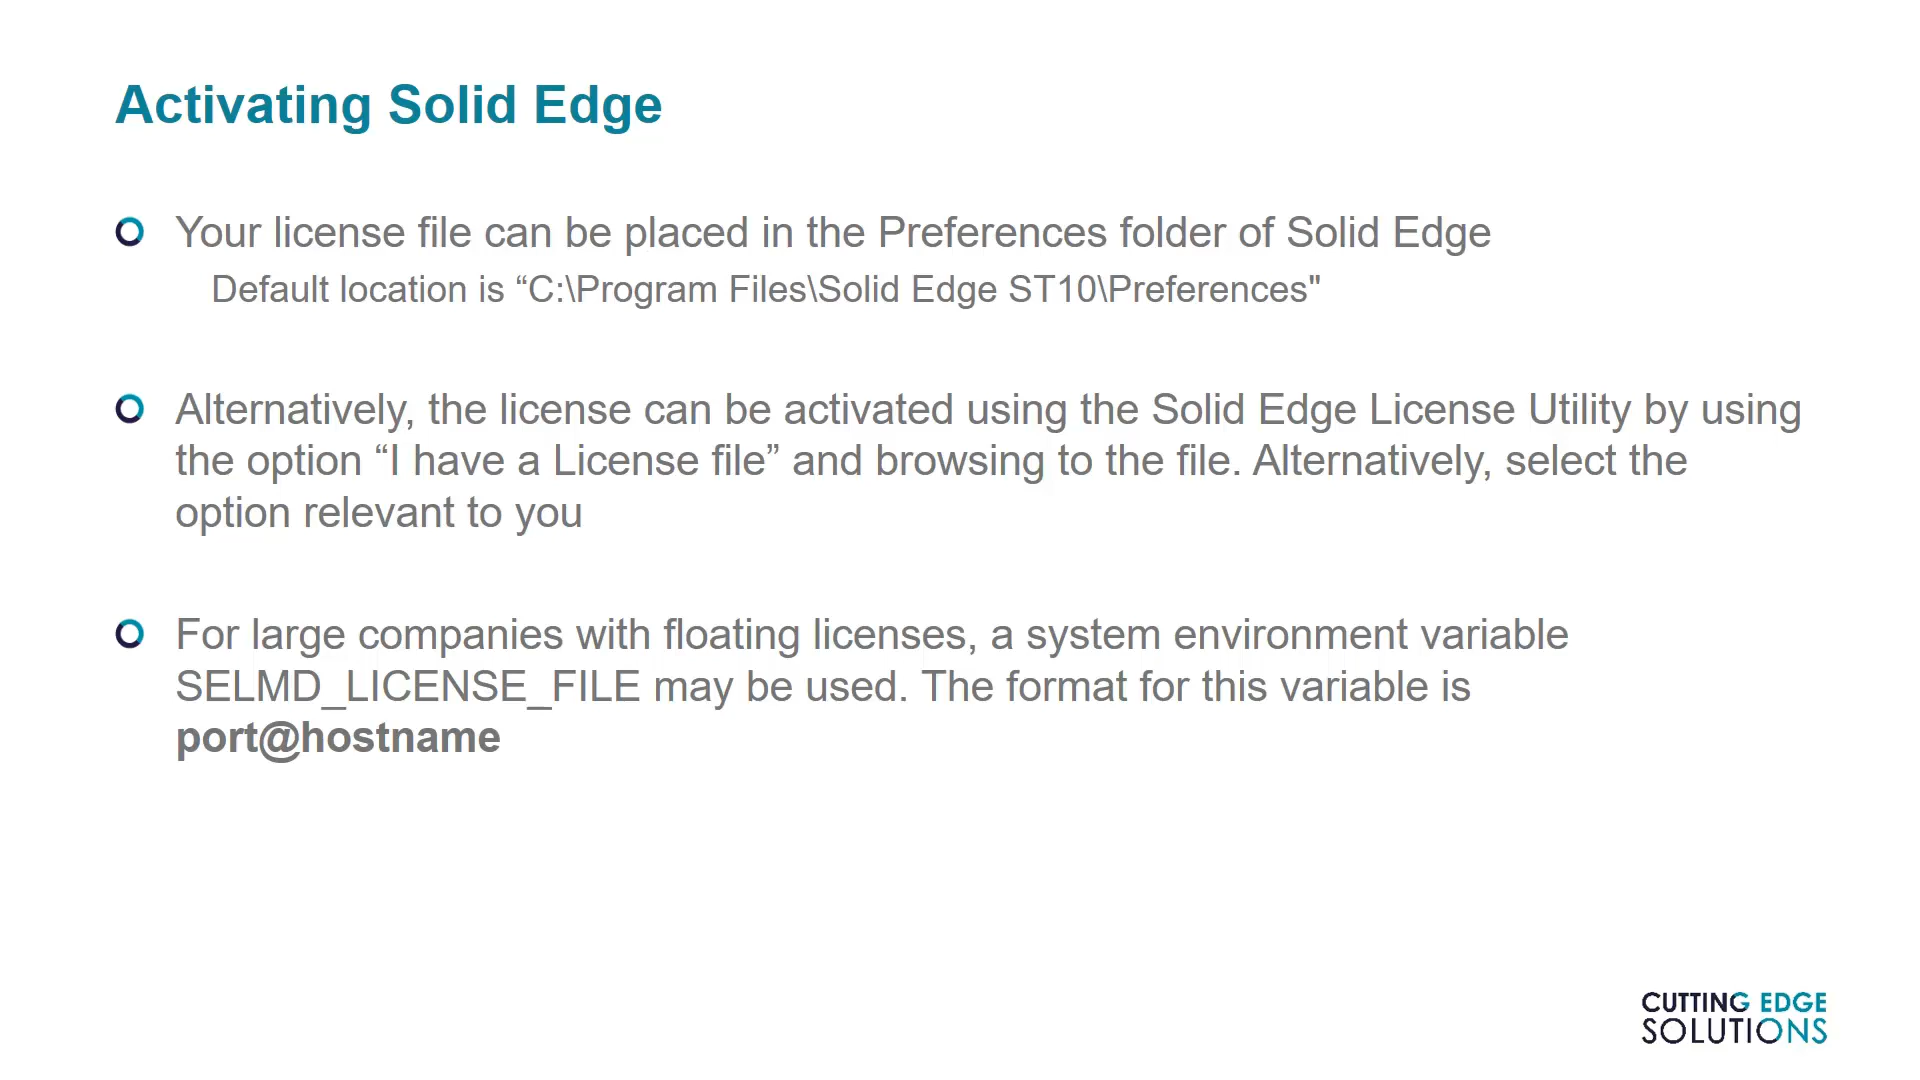 Activating Solid Edge
Your license file can be placed in the Preferences folder of Solid Edge
Default location is “C:\Program Files\Solid Edge ST10\Preferences"
Alternatively, the license can be activated using the Solid Edge License Utility by using
the option “I have a License file” and browsing to the file. Alternatively, select the
option relevant to you
For large companies with floating licenses, a system environment variable
SELMD_LICENSE_FILE may be used. The format for this variable is
port@hostname
CUTTING EDGE
SOLUTIONS